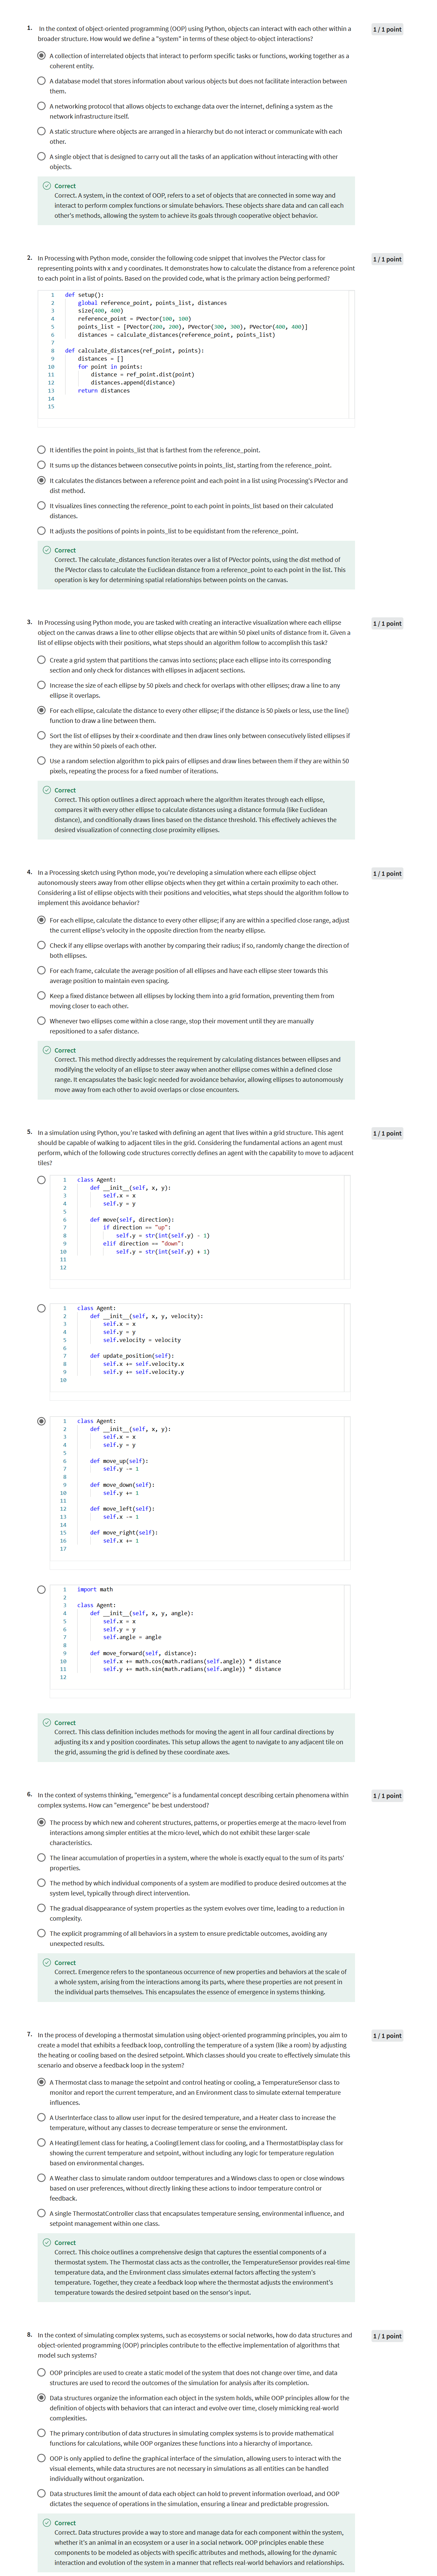 1. In the context of object-oriented programming (OOP) using Python, objects can interact with each other within a
1 / 1 point
broader structure. How would we define a "system" in terms of these object-to-object interactions?
A collection of interrelated objects that interact to perform specific tasks or functions, working together as a
coherent entity.
A database model that stores information about various objects but does not facilitate interaction between
them.
A networking protocol that allows objects to exchange data over the internet, defining a system as the
network infrastructure itself.
A static structure where objects are arranged in a hierarchy but do not interact or communicate with each
other.
A single object that is designed to carry out all the tasks of an application without interacting with other
objects.
Correct
Correct. A system, in the context of OOP, refers to a set of objects that are connected in some way and
interact to perform complex functions or simulate behaviors. These objects share data and can call each
other's methods, allowing the system to achieve its goals through cooperative object behavior.
2. In Processing with Python mode, consider the following code snippet that involves the PVector class for
1 / 1 point
representing points with x and y coordinates. It demonstrates how to calculate the distance from a reference point
to each point in a list of points. Based on the provided code, what is the primary action being performed?
1 def setup():
2 global reference_point, points_list, distances
3 size(400, 400)
4 reference_point = PVector(100, 100)
5 points_list = [PVector(200, 200), PVector(300, 300), PVector(400, 400)]
6 distances = calculate_distances(reference_point, points_list)
7
8 def calculate_distances(ref_point, points):
9 distances = []
10 for point in points:
11 distance = ref_point.dist(point)
12 distances.append(distance)
13 return distances
14
15
It identifies the point in points_list that is farthest from the reference_point.
It sums up the distances between consecutive points in points_list, starting from the reference_point.
It calculates the distances between a reference point and each point in a list using Processing's PVector and
dist method.
It visualizes lines connecting the reference_point to each point in points_list based on their calculated
distances.
It adjusts the positions of points in points_list to be equidistant from the reference_point.
Correct
Correct. The calculate_distances function iterates over a list of PVector points, using the dist method of
the PVector class to calculate the Euclidean distance from a reference_point to each point in the list. This
operation is key for determining spatial relationships between points on the canvas.
3. In Processing using Python mode, you are tasked with creating an interactive visualization where each ellipse
1 / 1 point
object on the canvas draws a line to other ellipse objects that are within 50 pixel units of distance from it. Given a
list of ellipse objects with their positions, what steps should an algorithm follow to accomplish this task?
Create a grid system that partitions the canvas into sections; place each ellipse into its corresponding
section and only check for distances with ellipses in adjacent sections.
Increase the size of each ellipse by 50 pixels and check for overlaps with other ellipses; draw a line to any
ellipse it overlaps.
For each ellipse, calculate the distance to every other ellipse; if the distance is 50 pixels or less, use the line()
function to draw a line between them.
Sort the list of ellipses by their x-coordinate and then draw lines only between consecutively listed ellipses if
they are within 50 pixels of each other.
Use a random selection algorithm to pick pairs of ellipses and draw lines between them if they are within 50
pixels, repeating the process for a fixed number of iterations.
Correct
Correct. This option outlines a direct approach where the algorithm iterates through each ellipse,
compares it with every other ellipse to calculate distances using a distance formula (like Euclidean
distance), and conditionally draws lines based on the distance threshold. This effectively achieves the
desired visualization of connecting close proximity ellipses.
4. In a Processing sketch using Python mode, you're developing a simulation where each ellipse object
1 / 1 point
autonomously steers away from other ellipse objects when they get within a certain proximity to each other.
Considering a list of ellipse objects with their positions and velocities, what steps should the algorithm follow to
implement this avoidance behavior?
For each ellipse, calculate the distance to every other ellipse; if any are within a specified close range, adjust
the current ellipse's velocity in the opposite direction from the nearby ellipse.
Check if any ellipse overlaps with another by comparing their radius; if so, randomly change the direction of
both ellipses.
For each frame, calculate the average position of all ellipses and have each ellipse steer towards this
average position to maintain even spacing.
Keep a fixed distance between all ellipses by locking them into a grid formation, preventing them from
moving closer to each other.
Whenever two ellipses come within a close range, stop their movement until they are manually
repositioned to a safer distance.
Correct
Correct. This method directly addresses the requirement by calculating distances between ellipses and
modifying the velocity of an ellipse to steer away when another ellipse comes within a defined close
range. It encapsulates the basic logic needed for avoidance behavior, allowing ellipses to autonomously
move away from each other to avoid overlaps or close encounters.
5. In a simulation using Python, you're tasked with defining an agent that lives within a grid structure. This agent
1 / 1 point
should be capable of walking to adjacent tiles in the grid. Considering the fundamental actions an agent must
perform, which of the following code structures correctly defines an agent with the capability to move to adjacent
tiles?
1 class Agent:
2 def __init__(self, x, y):
3 self.x = x
4 self.y = y
5
6 def move(self, direction):
7 if direction == "up":
8 self.y = str(int(self.y) - 1)
9 elif direction == "down":
10 self.y = str(int(self.y) + 1)
11
12
1 class Agent:
2 def __init__(self, x, y, velocity):
3 self.x = x
4 self.y = y
5 self.velocity = velocity
6
7 def update_position(self):
8 self.x += self.velocity.x
9 self.y += self.velocity.y
10
1 class Agent:
2 def __init__(self, x, y):
3 self.x = x
4 self.y = y
5
6 def move_up(self):
7 self.y -= 1
8
9 def move_down(self):
10 self.y += 1
11
12 def move_left(self):
13 self.x -= 1
14
15 def move_right(self):
16 self.x += 1
17
1 import math
2
3 class Agent:
4 def __init__(self, x, y, angle):
5 self.x = x
6 self.y = y
7 self.angle = angle
8
9 def move_forward(self, distance):
10 self.x += math.cos(math.radians(self.angle)) * distance
11 self.y += math.sin(math.radians(self.angle)) * distance
12
Correct
Correct. This class definition includes methods for moving the agent in all four cardinal directions by
adjusting its x and y position coordinates. This setup allows the agent to navigate to any adjacent tile on
the grid, assuming the grid is defined by these coordinate axes.
6. In the context of systems thinking, "emergence" is a fundamental concept describing certain phenomena within
1 / 1 point
complex systems. How can "emergence" be best understood?
The process by which new and coherent structures, patterns, or properties emerge at the macro-level from
interactions among simpler entities at the micro-level, which do not exhibit these larger-scale
characteristics.
The linear accumulation of properties in a system, where the whole is exactly equal to the sum of its parts'
properties.
The method by which individual components of a system are modified to produce desired outcomes at the
system level, typically through direct intervention.
The gradual disappearance of system properties as the system evolves over time, leading to a reduction in
complexity.
The explicit programming of all behaviors in a system to ensure predictable outcomes, avoiding any
unexpected results.
Correct
Correct. Emergence refers to the spontaneous occurrence of new properties and behaviors at the scale of
a whole system, arising from the interactions among its parts, where these properties are not present in
the individual parts themselves. This encapsulates the essence of emergence in systems thinking.
7. In the process of developing a thermostat simulation using object-oriented programming principles, you aim to
1 / 1 point
create a model that exhibits a feedback loop, controlling the temperature of a system (like a room) by adjusting
the heating or cooling based on the desired setpoint. Which classes should you create to effectively simulate this
scenario and observe a feedback loop in the system?
A Thermostat class to manage the setpoint and control heating or cooling, a TemperatureSensor class to
monitor and report the current temperature, and an Environment class to simulate external temperature
influences.
A UserInterface class to allow user input for the desired temperature, and a Heater class to increase the
temperature, without any classes to decrease temperature or sense the environment.
A HeatingElement class for heating, a CoolingElement class for cooling, and a ThermostatDisplay class for
showing the current temperature and setpoint, without including any logic for temperature regulation
based on environmental changes.
A Weather class to simulate random outdoor temperatures and a Windows class to open or close windows
based on user preferences, without directly linking these actions to indoor temperature control or
feedback.
A single ThermostatController class that encapsulates temperature sensing, environmental influence, and
setpoint management within one class.
Correct
Correct. This choice outlines a comprehensive design that captures the essential components of a
thermostat system. The Thermostat class acts as the controller, the TemperatureSensor provides real-time
temperature data, and the Environment class simulates external factors affecting the system's
temperature. Together, they create a feedback loop where the thermostat adjusts the environment's
temperature towards the desired setpoint based on the sensor's input.
8. In the context of simulating complex systems, such as ecosystems or social networks, how do data structures and
1 / 1 point
object-oriented programming (OOP) principles contribute to the effective implementation of algorithms that
model such systems?
OOP principles are used to create a static model of the system that does not change over time, and data
structures are used to record the outcomes of the simulation for analysis after its completion.
Data structures organize the information each object in the system holds, while OOP principles allow for the
definition of objects with behaviors that can interact and evolve over time, closely mimicking real-world
complexities.
The primary contribution of data structures in simulating complex systems is to provide mathematical
functions for calculations, while OOP organizes these functions into a hierarchy of importance.
OOP is only applied to define the graphical interface of the simulation, allowing users to interact with the
visual elements, while data structures are not necessary in simulations as all entities can be handled
individually without organization.
Data structures limit the amount of data each object can hold to prevent information overload, and OOP
dictates the sequence of operations in the simulation, ensuring a linear and predictable progression.
Correct
Correct. Data structures provide a way to store and manage data for each component within the system,
whether it's an animal in an ecosystem or a user in a social network. OOP principles enable these
components to be modeled as objects with specific attributes and methods, allowing for the dynamic
interaction and evolution of the system in a manner that reflects real-world behaviors and relationships.